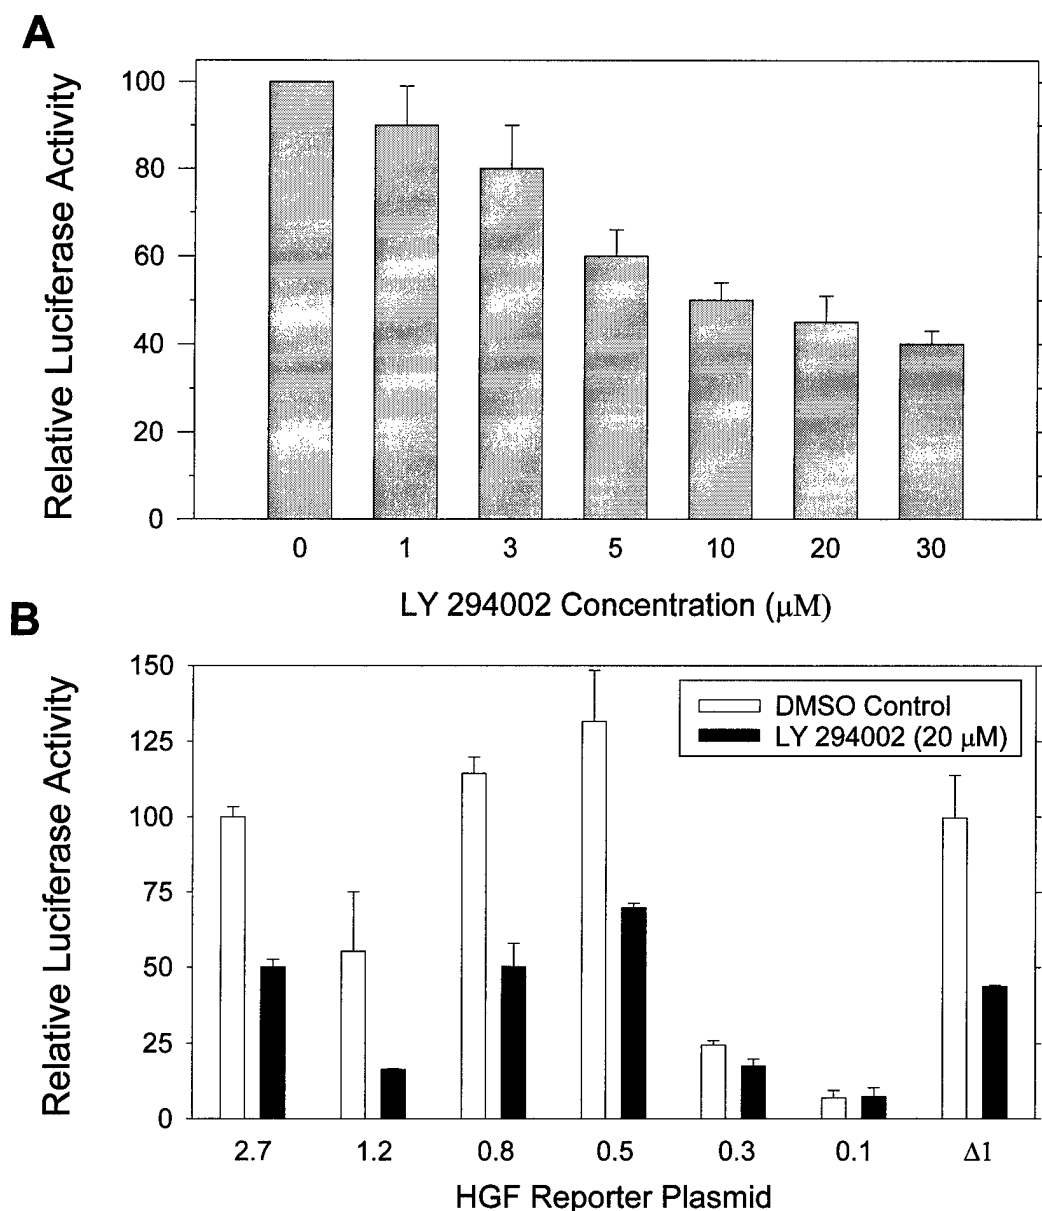 A
Relative Luciferase Activity
100
80
60
40
20
0
0 1 3 5 10 20 30
LY 294002 Concentration (μM)
B
Relative Luciferase Activity
150
125
100
75
50
25
0
DMSO Control
LY 294002 (20 μM)
2.7 1.2 0.8 0.5 0.3 0.1 Δ1
HGF Reporter Plasmid